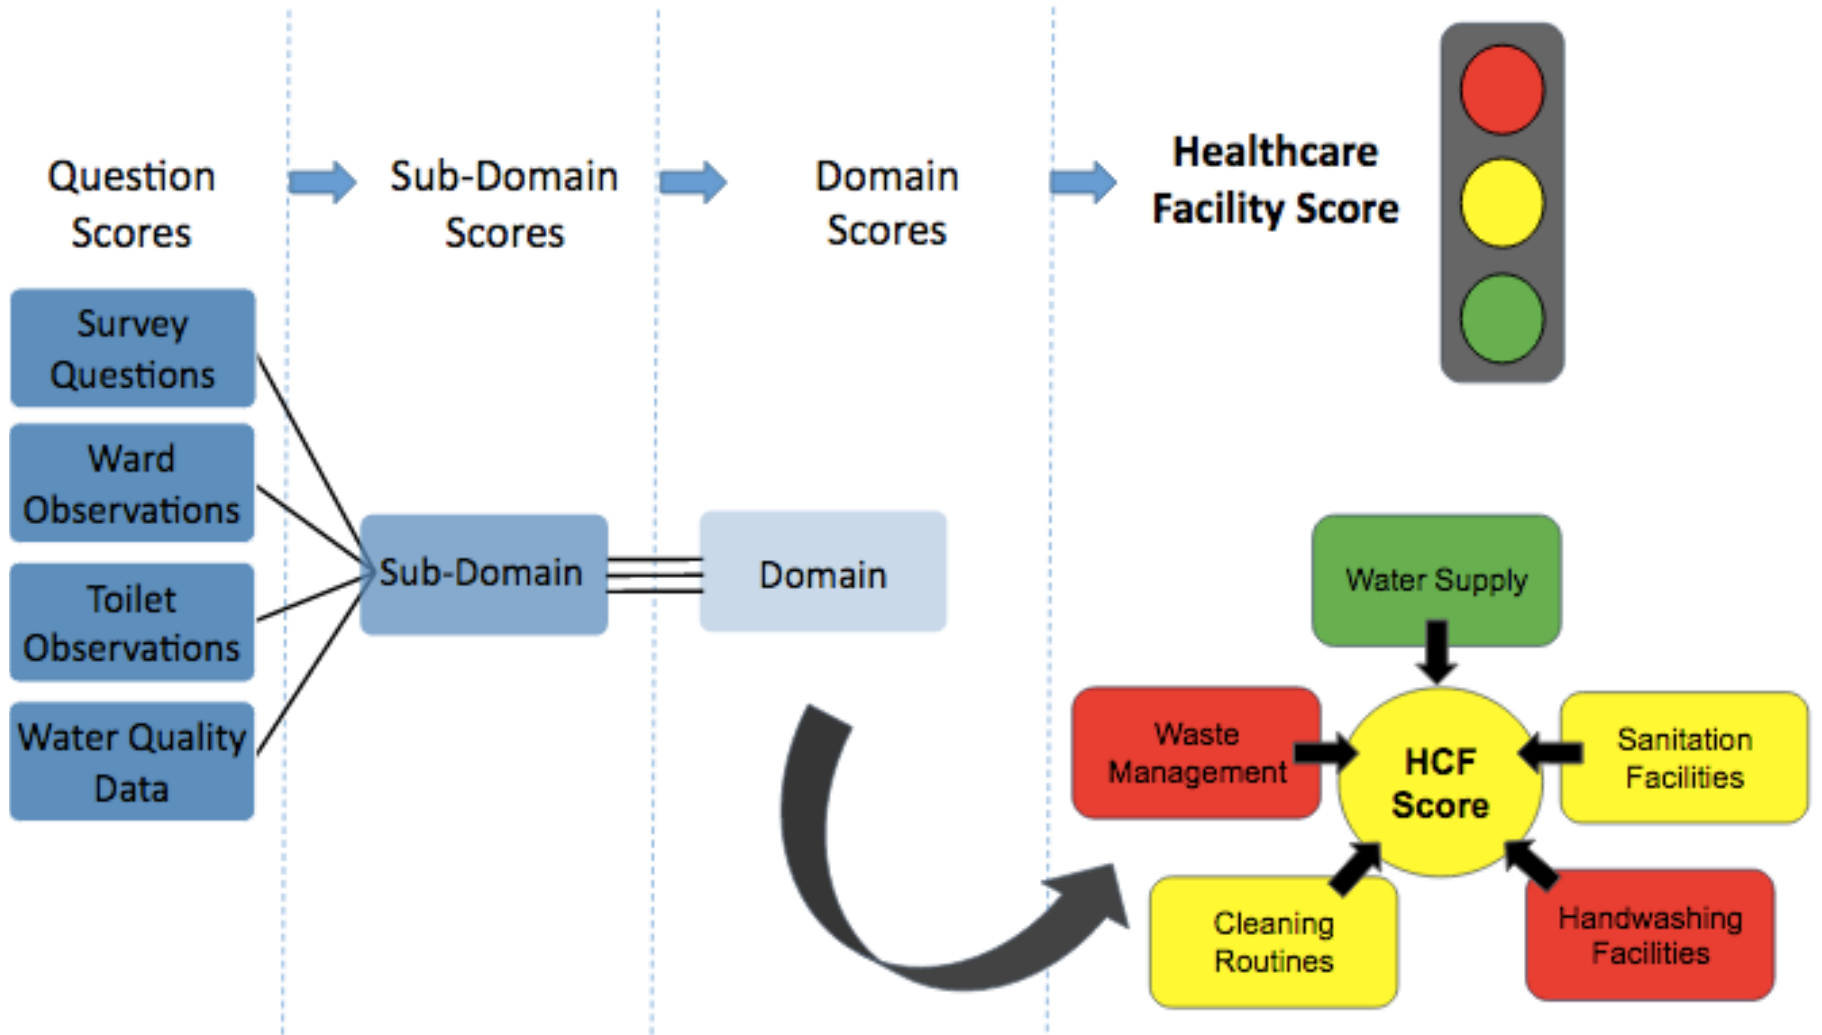 Question
Scores
Sub-Domain
Scores
Domain
Scores
Healthcare
Facility Score
Survey
Questions
Ward
Observations
Toilet
Observations
Water Quality
Data
Sub-Domain
Domain
Water Supply
Waste
Management
HCF
Score
Sanitation
Facilities
Cleaning
Routines
Handwashing
Facilities